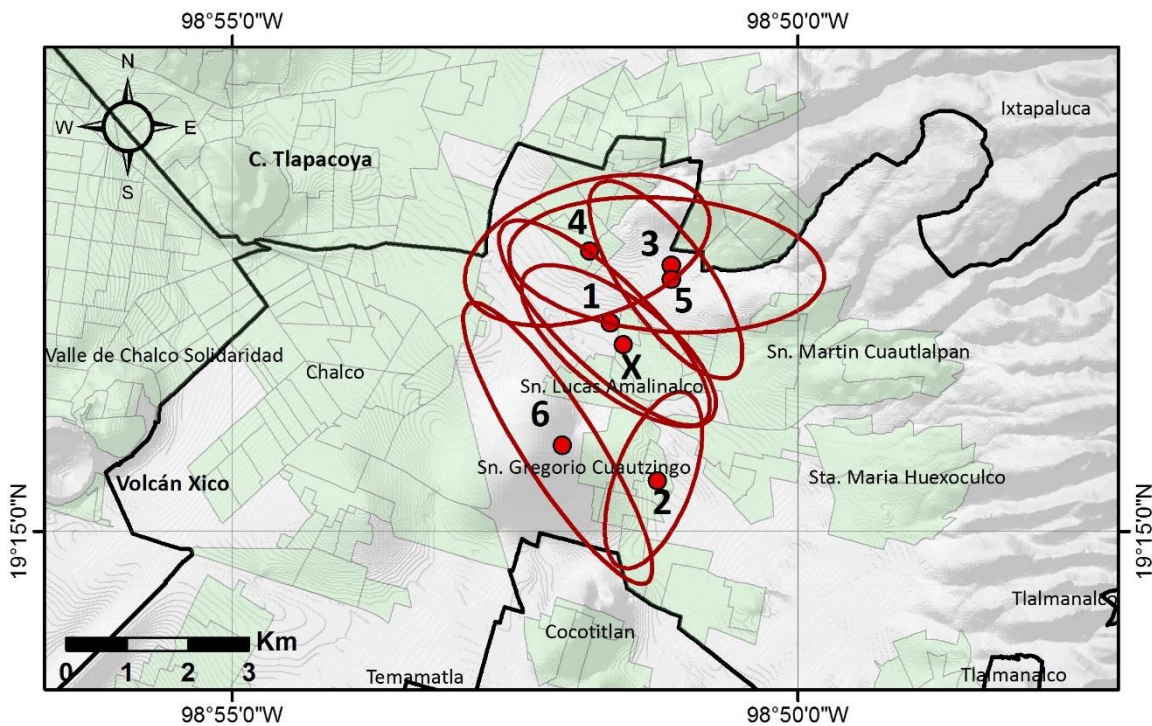 98°55'0"W
98°50'0"W
N
W
E
S
Ixtapaluca
C. Tlapacoya
4
3
5
1
X
Valle de Chalco Solidaridad
Chalco
Sn. Martin Cuautlalpan
Sn. Lucas Amalinalco
6
Sn. Gregorio Cuautzingo
Sta. Maria Huexoculco
Volcán Xico
2
19°15'0"N
19°15'0"N
Tlalmanalco
Cocotitlan
Km
0 1 2 3
Temamatla
Tlalmanalco
98°55'0"W
98°50'0"W